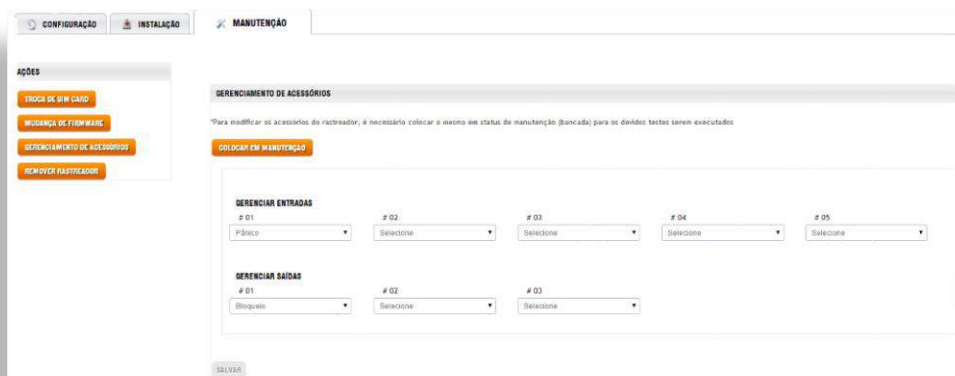 CONFIGURAÇÃO INSTALAÇÃO MANUTENÇÃO
AÇÕES
TROCA DE SIM CARD
MUDANÇA DE FIRMWARE
GERENCIAMENTO DE ACESSÓRIOS
REMOVER RASTREADOR
GERENCIAMENTO DE ACESSÓRIOS
*Para modificar os acessórios do rastreador, é necessário colocar o mesmo em status de manutenção (bancada) para os devidos testes serem executados
COLOCAR EM MANUTENÇÃO
GERENCIAR ENTRADAS
# 01 # 02 # 03 # 04 # 05
Pânico Selecione Selecione Selecione Selecione
GERENCIAR SAÍDAS
# 01 # 02 # 03
Bloqueio Selecione Selecione
SALVAR